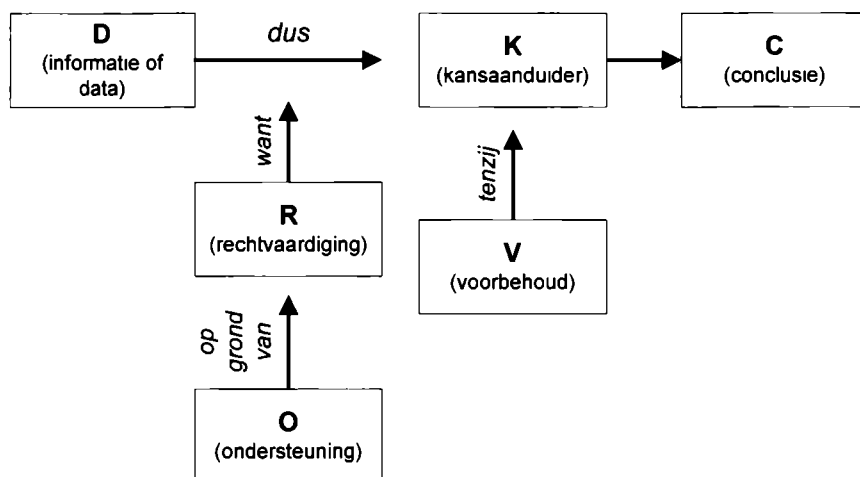 D
(informatie of
data)
dus
K
(kansaanduider)
C
(conclusie)
want
tenzij
R
(rechtvaardiging)
V
(voorbehoud)
op
grond
van
O
(ondersteuning)